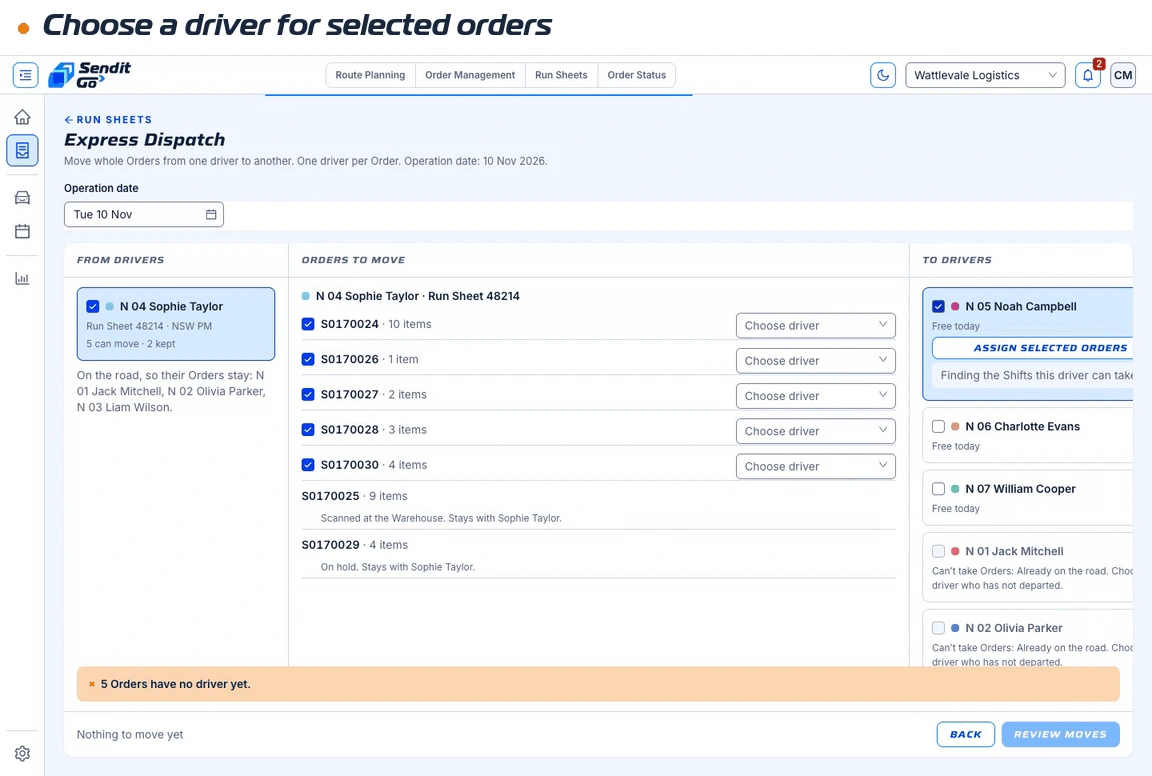 Choose a driver for selected orders
Sendit Go
Route Planning
Order Management
Run Sheets
Order Status
Wattlevale Logistics
2
CM
RUN SHEETS
Express Dispatch
Move whole Orders from one driver to another. One driver per Order. Operation date: 10 Nov 2026.
Operation date
Tue 10 Nov
FROM DRIVERS
N 04 Sophie Taylor
Run Sheet 48214 · NSW PM
5 can move · 2 kept
On the road, so their Orders stay: N
01 Jack Mitchell, N 02 Olivia Parker,
N 03 Liam Wilson.
ORDERS TO MOVE
N 04 Sophie Taylor · Run Sheet 48214
S0170024 · 10 items
Choose driver
S0170026 · 1 item
Choose driver
S0170027 · 2 items
Choose driver
S0170028 · 3 items
Choose driver
S0170030 · 4 items
Choose driver
S0170025 · 9 items
Scanned at the Warehouse. Stays with Sophie Taylor.
S0170029 · 4 items
On hold. Stays with Sophie Taylor.
TO DRIVERS
N 05 Noah Campbell
Free today
ASSIGN SELECTED ORDERS
Finding the Shifts this driver can take
N 06 Charlotte Evans
Free today
N 07 William Cooper
Free today
N 01 Jack Mitchell
Can't take Orders: Already on the road. Choo
driver who has not departed.
N 02 Olivia Parker
Can't take Orders: Already on the road. Choo
driver who has not departed.
5 Orders have no driver yet.
Nothing to move yet
BACK
REVIEW MOVES